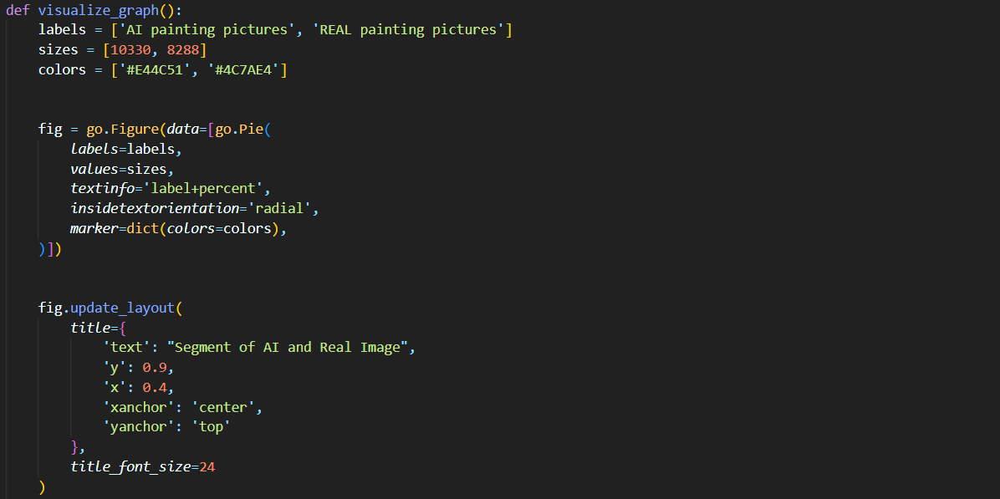 def visualize_graph():
    labels = ['AI painting pictures', 'REAL painting pictures']
    sizes = [10330, 8288]
    colors = ['#E44C51', '#4C7AE4']
    fig = go.Figure(data=[go.Pie(
        labels=labels,
        values=sizes,
        textinfo='label+percent',
        insidetextorientation='radial',
        marker=dict(colors=colors),
    )])
    fig.update_layout(
        title={
            'text': "Segment of AI and Real Image",
            'y': 0.9,
            'x': 0.4,
            'xanchor': 'center',
            'yanchor': 'top'
        },
        title_font_size=24
    )